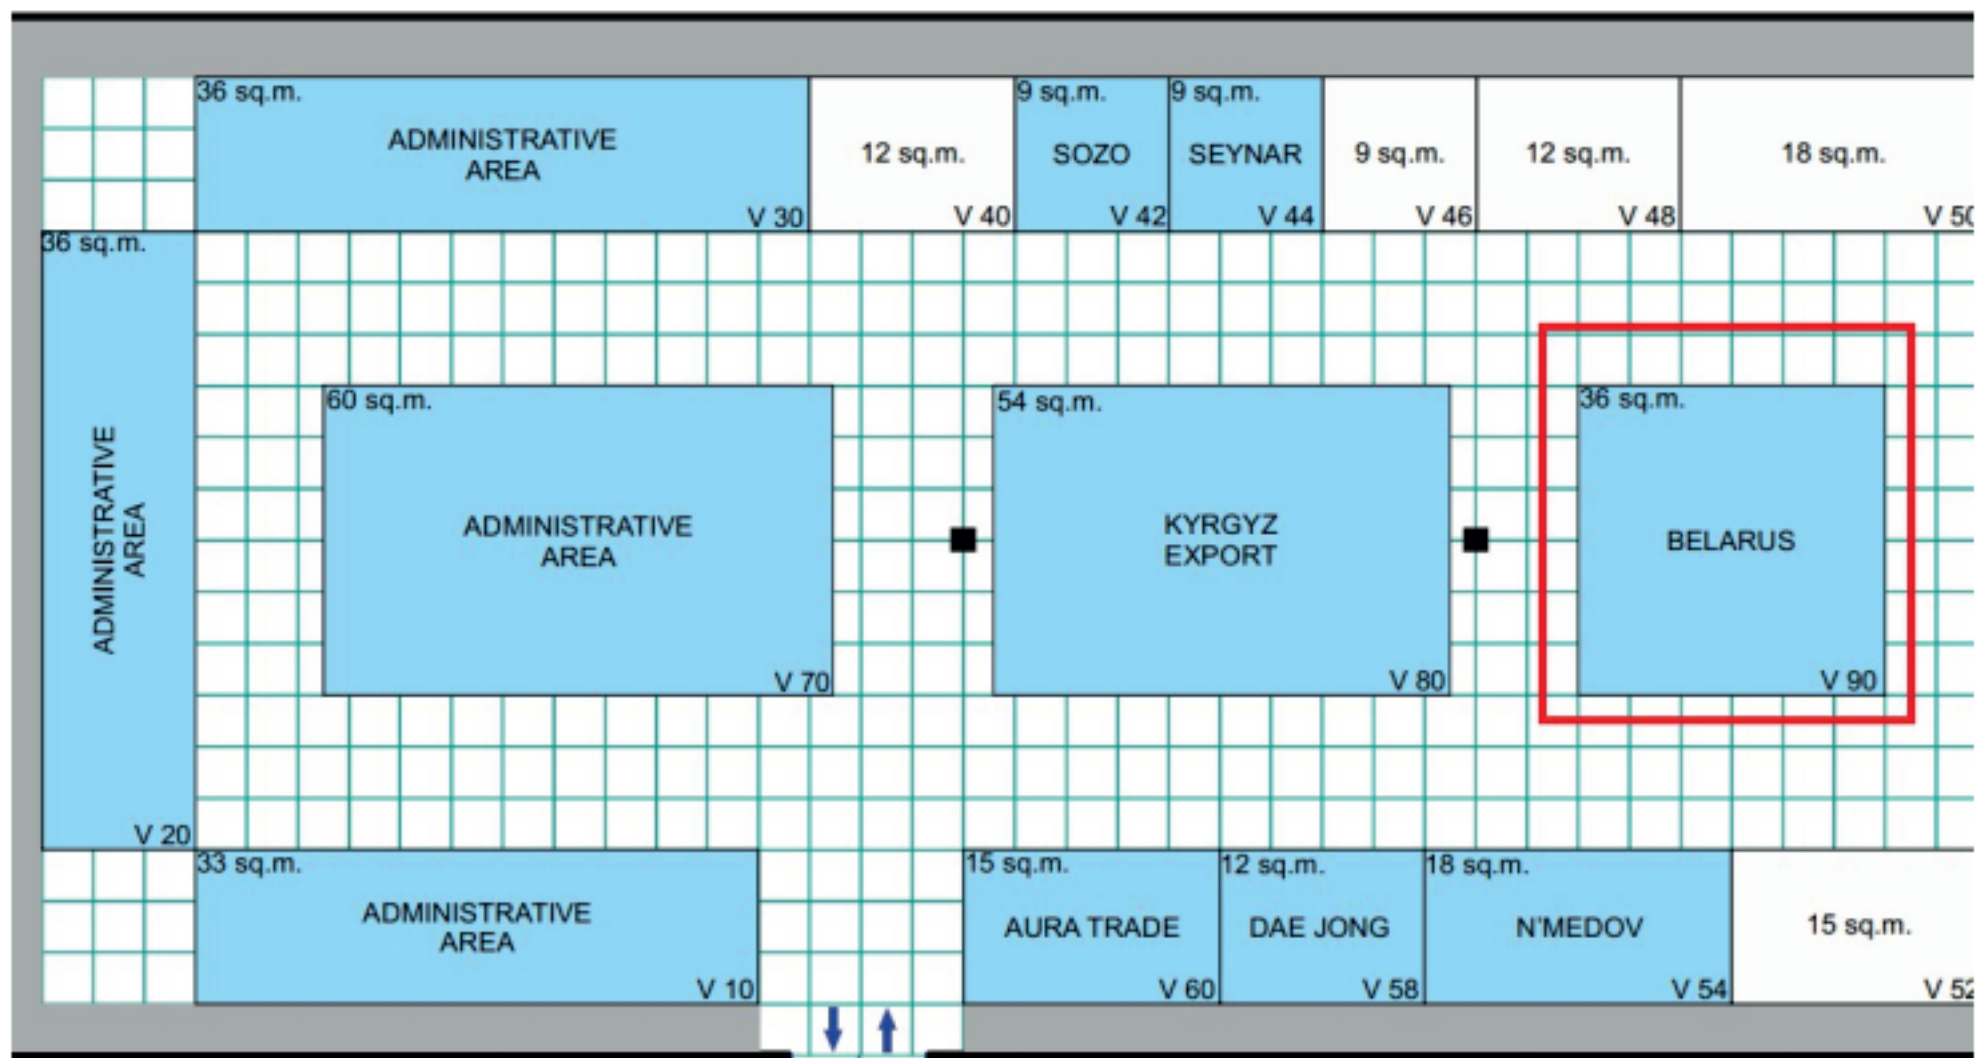 36 sq.m.
ADMINISTRATIVE
AREA
V 30
12 sq.m.
V 40
9 sq.m.
SOZO
V 42
9 sq.m.
SEYNAR
V 44
9 sq.m.
V 46
12 sq.m.
V 48
18 sq.m.
V 50
36 sq.m.
ADMINISTRATIVE
AREA
V 20
60 sq.m.
ADMINISTRATIVE
AREA
V 70
54 sq.m.
KYRGYZ
EXPORT
V 80
36 sq.m.
BELARUS
V 90
33 sq.m.
ADMINISTRATIVE
AREA
V 10
15 sq.m.
AURA TRADE
V 60
12 sq.m.
DAE JONG
V 58
18 sq.m.
N'MEDOV
V 54
15 sq.m.
V 52